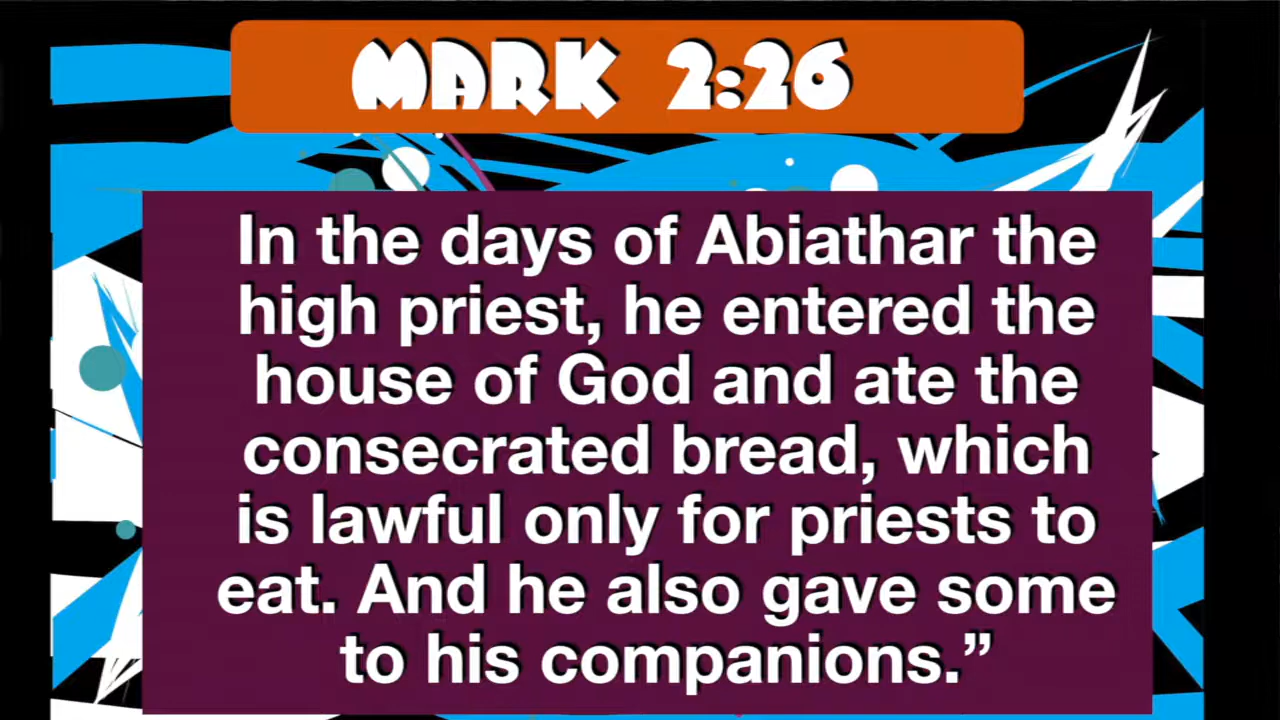 MARK 2:26
In the days of Abiathar the
high priest, he entered the
house of God and ate the
consecrated bread, which
is lawful only for priests to
eat. And he also gave some
to his companions.”